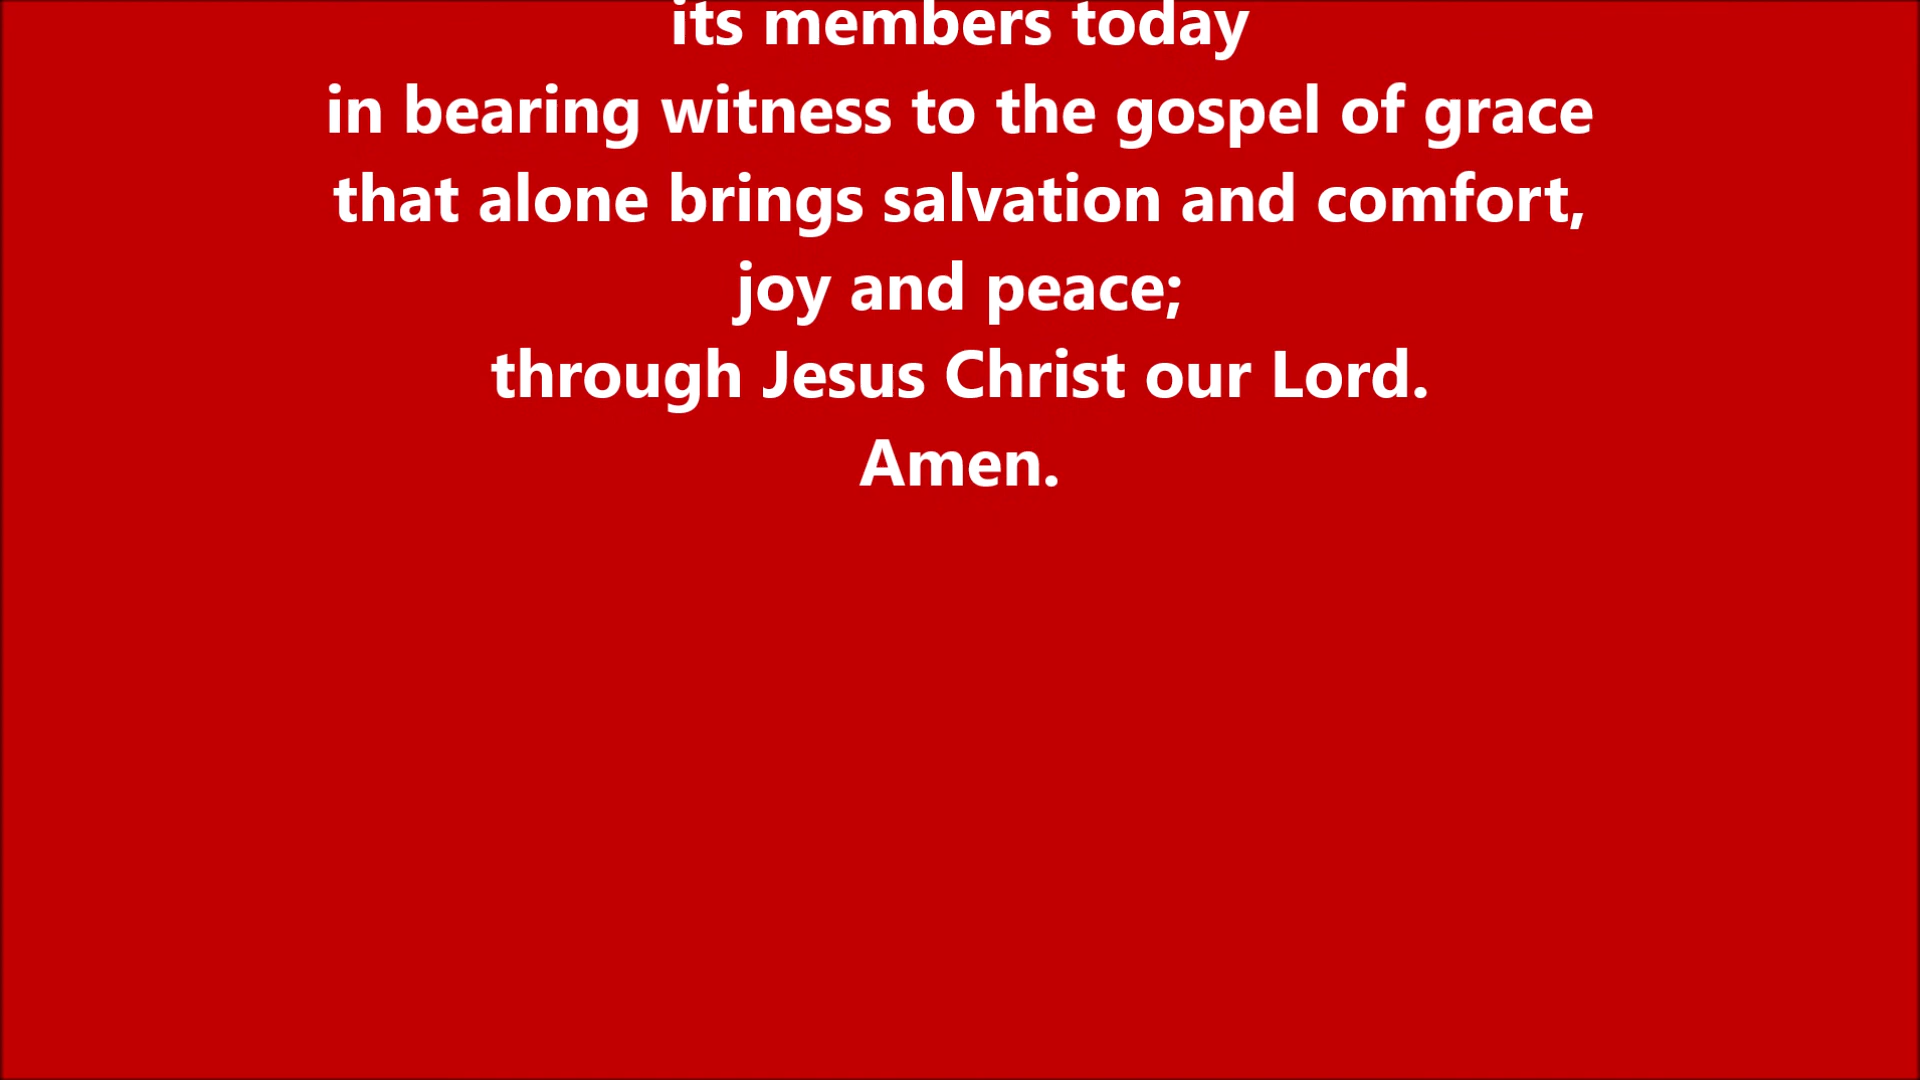 its members today
in bearing witness to the gospel of grace
that alone brings salvation and comfort,
joy and peace;
through Jesus Christ our Lord.
Amen.